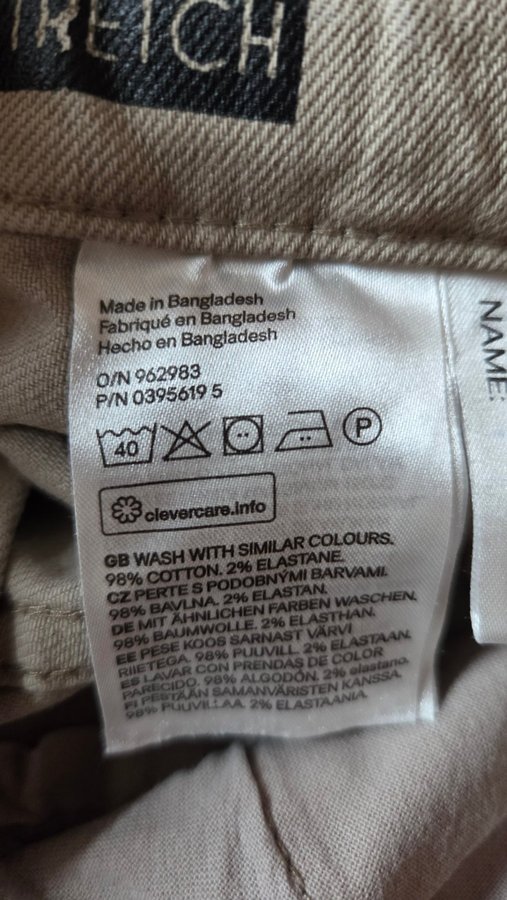 STRETCH
Made in Bangladesh
Fabriqué en Bangladesh
Hecho en Bangladesh
O/N 962983
P/N 0395619 5
40 P
clevercare.info
GB WASH WITH SIMILAR COLOURS.
98% COTTON. 2% ELASTANE.
CZ PERTE S PODOBNÝMI BARVAMI.
98% BAVLNA. 2% ELASTAN.
DE MIT ÄHNLICHEN FARBEN WASCHEN.
98% BAUMWOLLE. 2% ELASTHAN.
EE PESE KOOS SARNAST VÄRVI
RIIETEGA. 98% PUUVILL. 2% ELASTAAN.
ES LAVAR CON PRENDAS DE COLOR
PARECIDO. 98% ALGODÓN. 2% elastano.
FI PESTÄÄN SAMANVÄRISTEN KANSSA.
98% PUUVILLAA. 2% ELASTAANIA.
NAME: